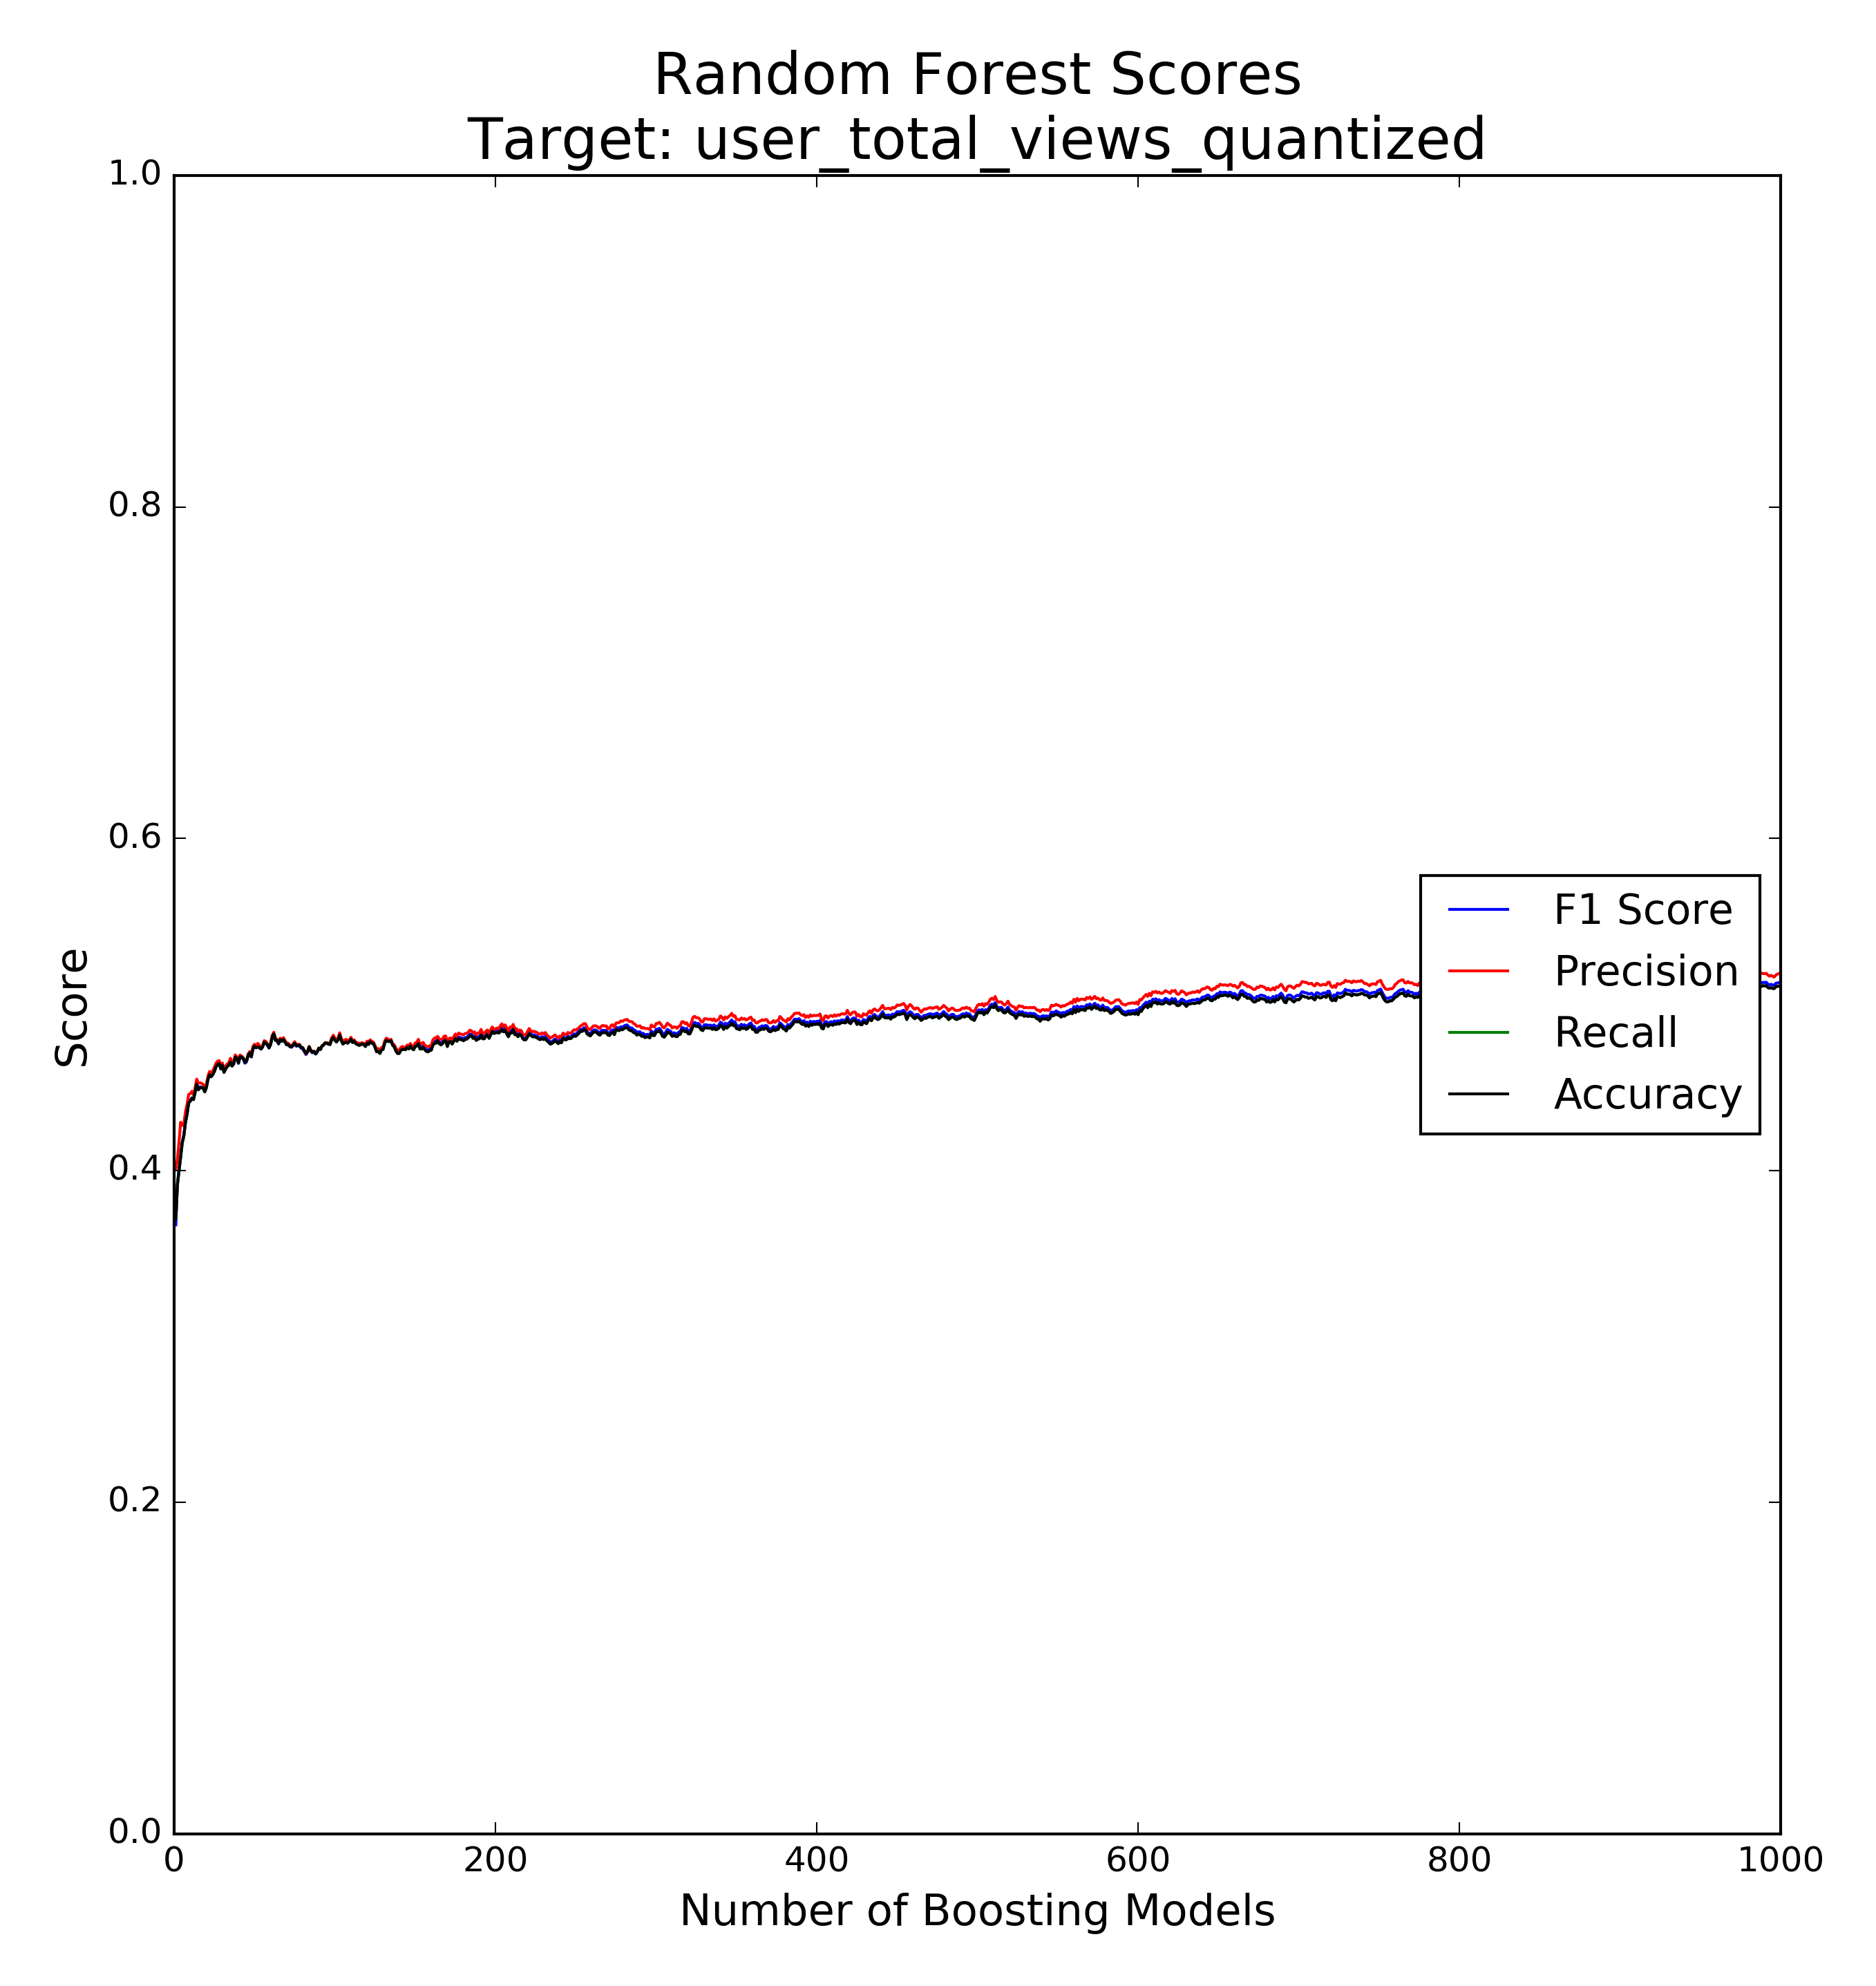 Random Forest Scores
Target: user_total_views_quantized
1.0
0.8
0.6
0.4
0.2
0.0
Score
F1 Score
Precision
Recall
Accuracy
0 200 400 600 800 1000
Number of Boosting Models